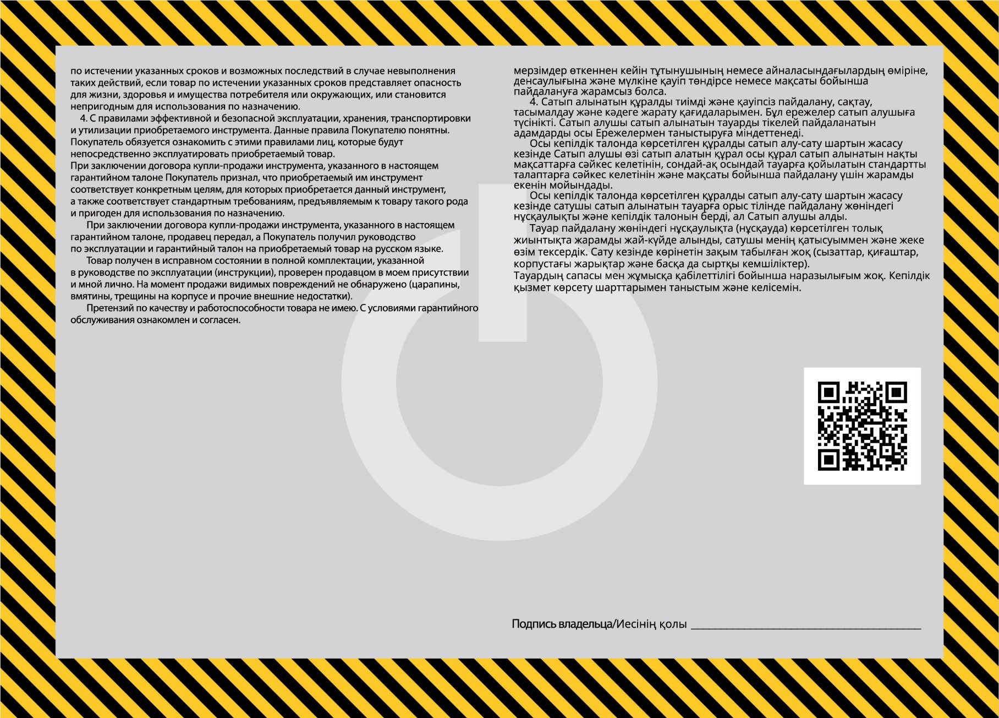 по истечении указанных сроков и возможных последствий в случае невыполнения
таких действий, если товар по истечении указанных сроков представляет опасность
для жизни, здоровья и имущества потребителя или окружающих, или становится
непригодным для использования по назначению.
4. С правилами эффективной и безопасной эксплуатации, хранения, транспортировки
и утилизации приобретаемого инструмента. Данные правила Покупателю понятны.
Покупатель обязуется ознакомить с этими правилами лиц, которые будут
непосредственно эксплуатировать приобретаемый товар.
При заключении договора купли-продажи инструмента, указанного в настоящем
гарантийном талоне Покупатель признал, что приобретаемый им инструмент
соответствует конкретным целям, для которых приобретается данный инструмент,
а также соответствует стандартным требованиям, предъявляемым к товару такого рода
и пригоден для использования по назначению.
При заключении договора купли-продажи инструмента, указанного в настоящем
гарантийном талоне, продавец передал, а Покупатель получил руководство
по эксплуатации и гарантийный талон на приобретаемый товар на русском языке.
Товар получен в исправном состоянии в полной комплектации, указанной
в руководстве по эксплуатации (инструкции), проверен продавцом в моем присутствии
и мной лично. На момент продажи видимых повреждений не обнаружено (царапины,
вмятины, трещины на корпусе и прочие внешние недостатки).
Претензий по качеству и работоспособности товара не имею. С условиями гарантийного
обслуживания ознакомлен и согласен.
мерзімдер өткеннен кейін тұтынушының немесе айналасындағылардың өміріне,
денсаулығына және мүлкіне қауіп төндірсе немесе мақсаты бойынша
пайдалануға жарамсыз болса.
4. Сатып алынатын құралды тиімді және қауіпсіз пайдалану, сақтау,
тасымалдау және кәдеге жарату қағидаларымен. Бұл ережелер сатып алушыға
түсінікті. Сатып алушы сатып алынатын тауарды тікелей пайдаланатын
адамдарды осы Ережелермен таныстыруға міндеттенеді.
Осы кепілдік талонда көрсетілген құралды сатып алу-сату шартын жасасу
кезінде Сатып алушы өзі сатып алатын құрал осы құрал сатып алынатын нақты
мақсаттарға сәйкес келетінін, сондай-ақ осындай тауарға қойылатын стандартты
талаптарға сәйкес келетінін және мақсаты бойынша пайдалану үшін жарамды
екенін мойындады.
Осы кепілдік талонда көрсетілген құралды сатып алу-сату шартын жасасу
кезінде сатушы сатып алынатын тауарға орыс тілінде пайдалану жөніндегі
нұсқаулықты және кепілдік талонын берді, ал Сатып алушы алды.
Тауар пайдалану жөніндегі нұсқаулықта (нұсқауда) көрсетілген толық
жиынтықта жарамды жай-күйде алынды, сатушы менің қатысуыммен және жеке
өзім тексердік. Сату кезінде көрінетін зақым табылған жоқ (сызаттар, қиғаштар,
корпустағы жарықтар және басқа да сыртқы кемшіліктер).
Тауардың сапасы мен жұмысқа қабілеттілігі бойынша наразылығым жоқ. Кепілдік
қызмет көрсету шарттарымен таныстым және келісемін.
Подпись владельца/Иесінің қолы